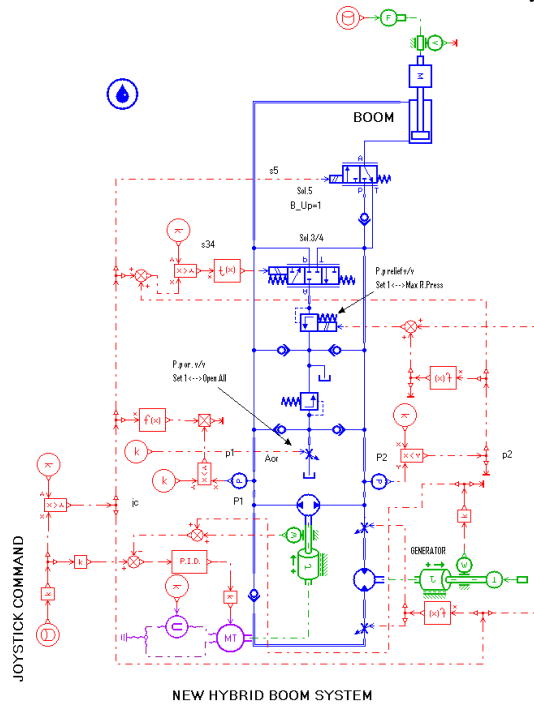 F
V
M
BOOM
A
s5
P T
Sol.5
B_Up=1
k
s34
Sol.3/4
f(x)
P.p relief v/v
Set 1<-->Max R.Press
P.p or. v/v
Set 1<-->Open All
f(x)
f(x)
k
k
p1
Aor
P2
p2
k
P
P
P1
k
jc
k
k
GENERATOR
W
J
W
T
P.I.D.
k
k
J
f(x)
U
MT
JOYSTICK COMMAND
NEW HYBRID BOOM SYSTEM